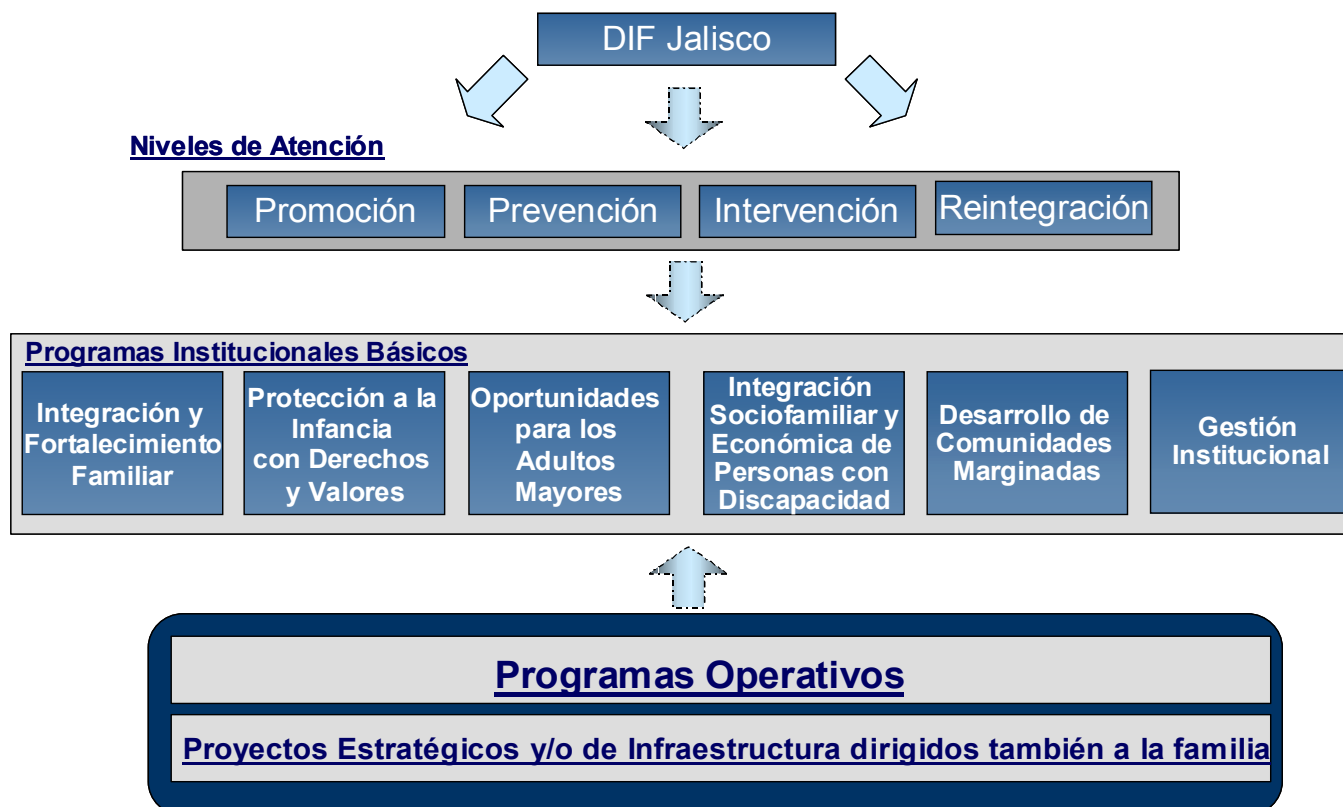 DIF Jalisco
Niveles de Atención
Promoción
Prevención
Intervención
Reintegración
Programas Institucionales Básicos
Integración y
Fortalecimiento
Familiar
Protección a la
Infancia
con Derechos
y Valores
Oportunidades
para los
Adultos
Mayores
Integración
Sociofamiliar y
Económica de
Personas con
Discapacidad
Desarrollo de
Comunidades
Marginadas
Gestión
Institucional
Programas Operativos
Proyectos Estratégicos y/o de Infraestructura dirigidos también a la familia